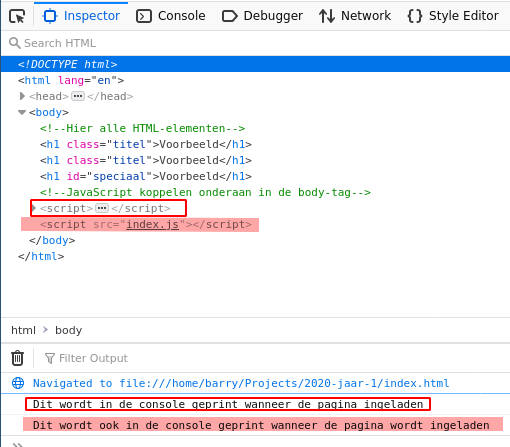 Inspector Console Debugger Network Style Editor
Search HTML
<!DOCTYPE html>
<html lang="en">
<head> ••• </head>
<body>
<!--Hier alle HTML-elementen-->
<h1 class="titel">Voorbeeld</h1>
<h1 class="titel">Voorbeeld</h1>
<h1 id="speciaal">Voorbeeld</h1>
<!--JavaScript koppelen onderaan in de body-tag-->
<script> ••• </script>
<script src="index.js"></script>
</body>
</html>
html > body
Filter Output
Navigated to file:///home/barry/Projects/2020-jaar-1/index.html
Dit wordt in de console geprint wanneer de pagina ingeladen
Dit wordt ook in de console geprint wanneer de pagina wordt ingeladen
>>